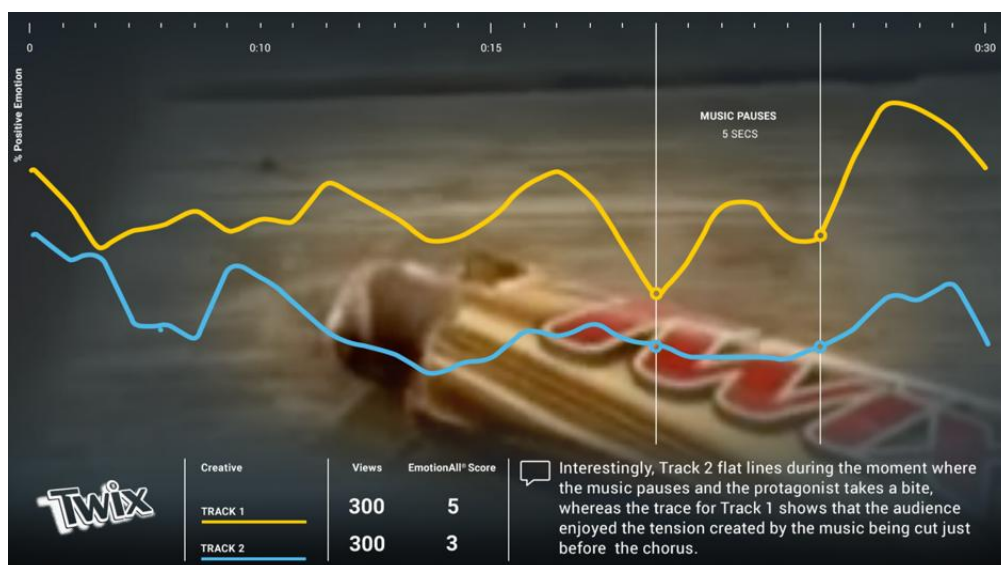 0
0:10
0:15
0:30
% Positive Emotion
MUSIC PAUSES
5 SECS
TWIX
Creative
Views
EmotionAll® Score
TRACK 1
300
5
TRACK 2
300
3
Interestingly, Track 2 flat lines during the moment where
the music pauses and the protagonist takes a bite,
whereas the trace for Track 1 shows that the audience
enjoyed the tension created by the music being cut just
before the chorus.